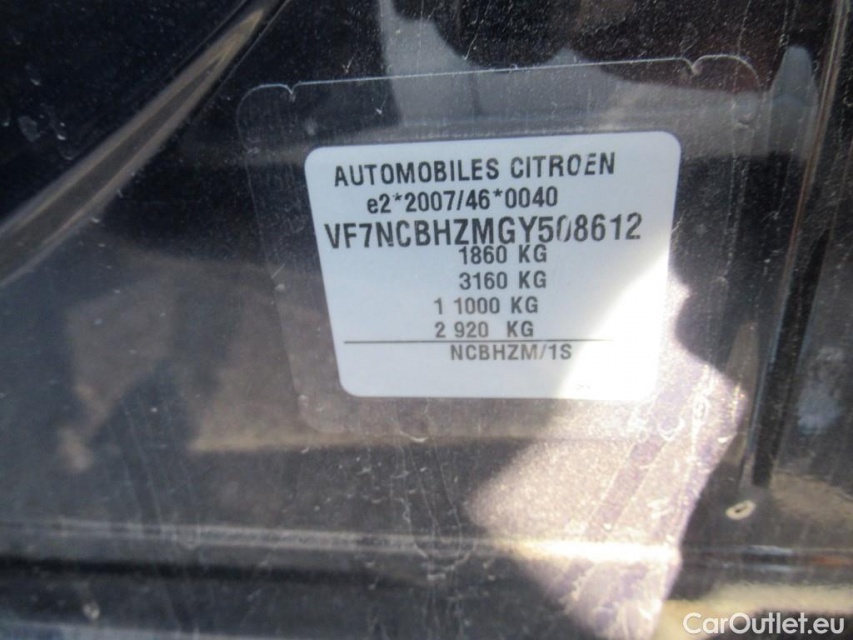 AUTOMOBILES CITROEN
e2*2007/46*0040
VF7NCBHZMGY508612
1860 KG
3160 KG
1 1000 KG
2 920 KG
NCBHZM/1S
CarOutlet.eu